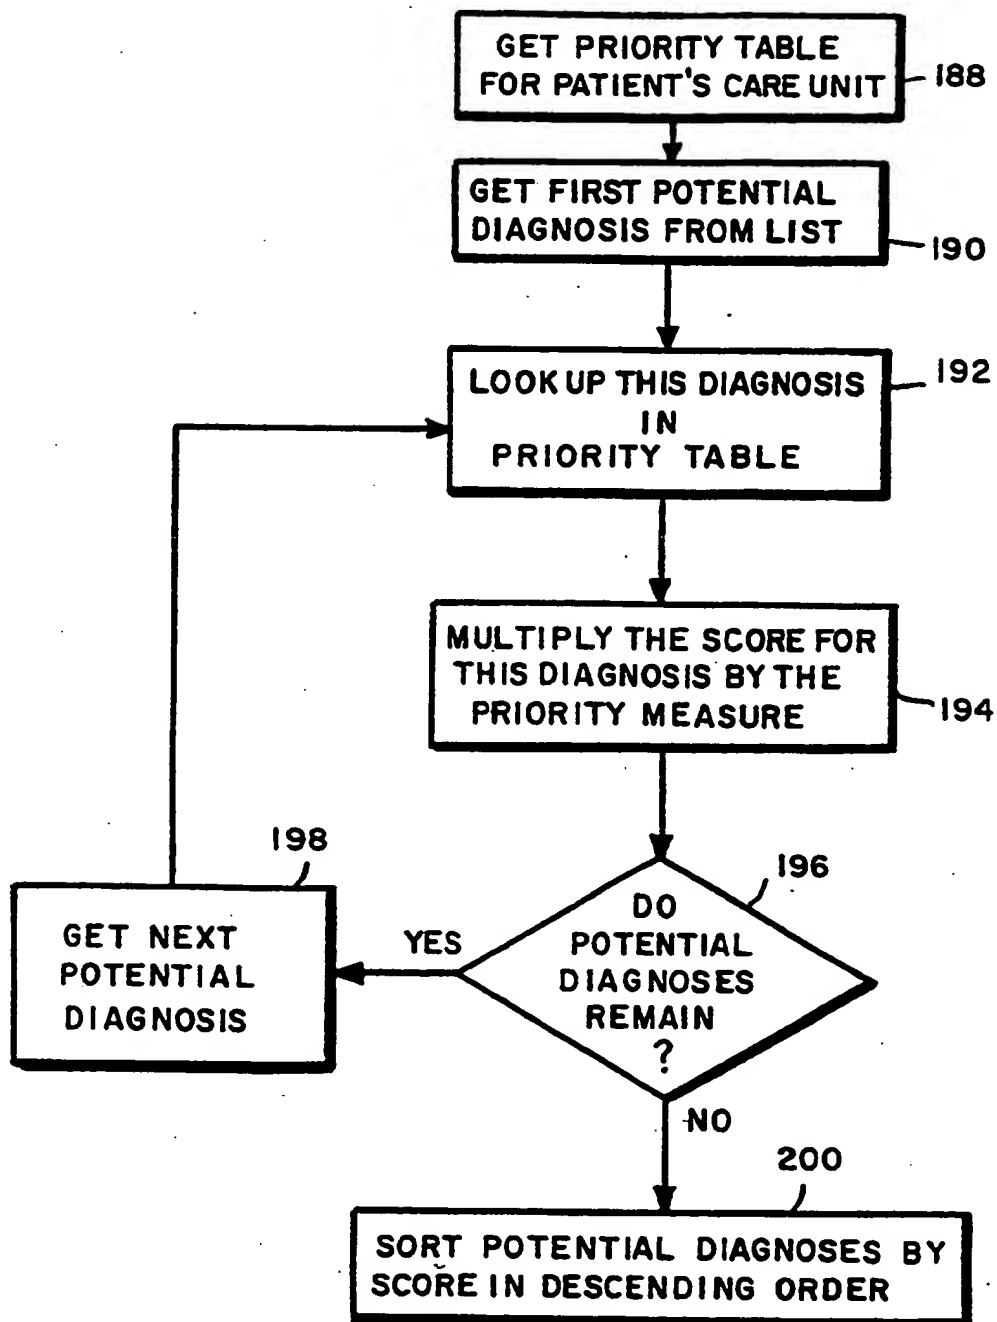 GET PRIORITY TABLE
FOR PATIENT'S CARE UNIT
188
GET FIRST POTENTIAL
DIAGNOSIS FROM LIST
190
LOOK UP THIS DIAGNOSIS
IN
PRIORITY TABLE
192
MULTIPLY THE SCORE FOR
THIS DIAGNOSIS BY THE
PRIORITY MEASURE
194
196
DO
POTENTIAL
DIAGNOSES
REMAIN
?
YES
198
GET NEXT
POTENTIAL
DIAGNOSIS
NO
200
SORT POTENTIAL DIAGNOSES BY
SCORE IN DESCENDING ORDER